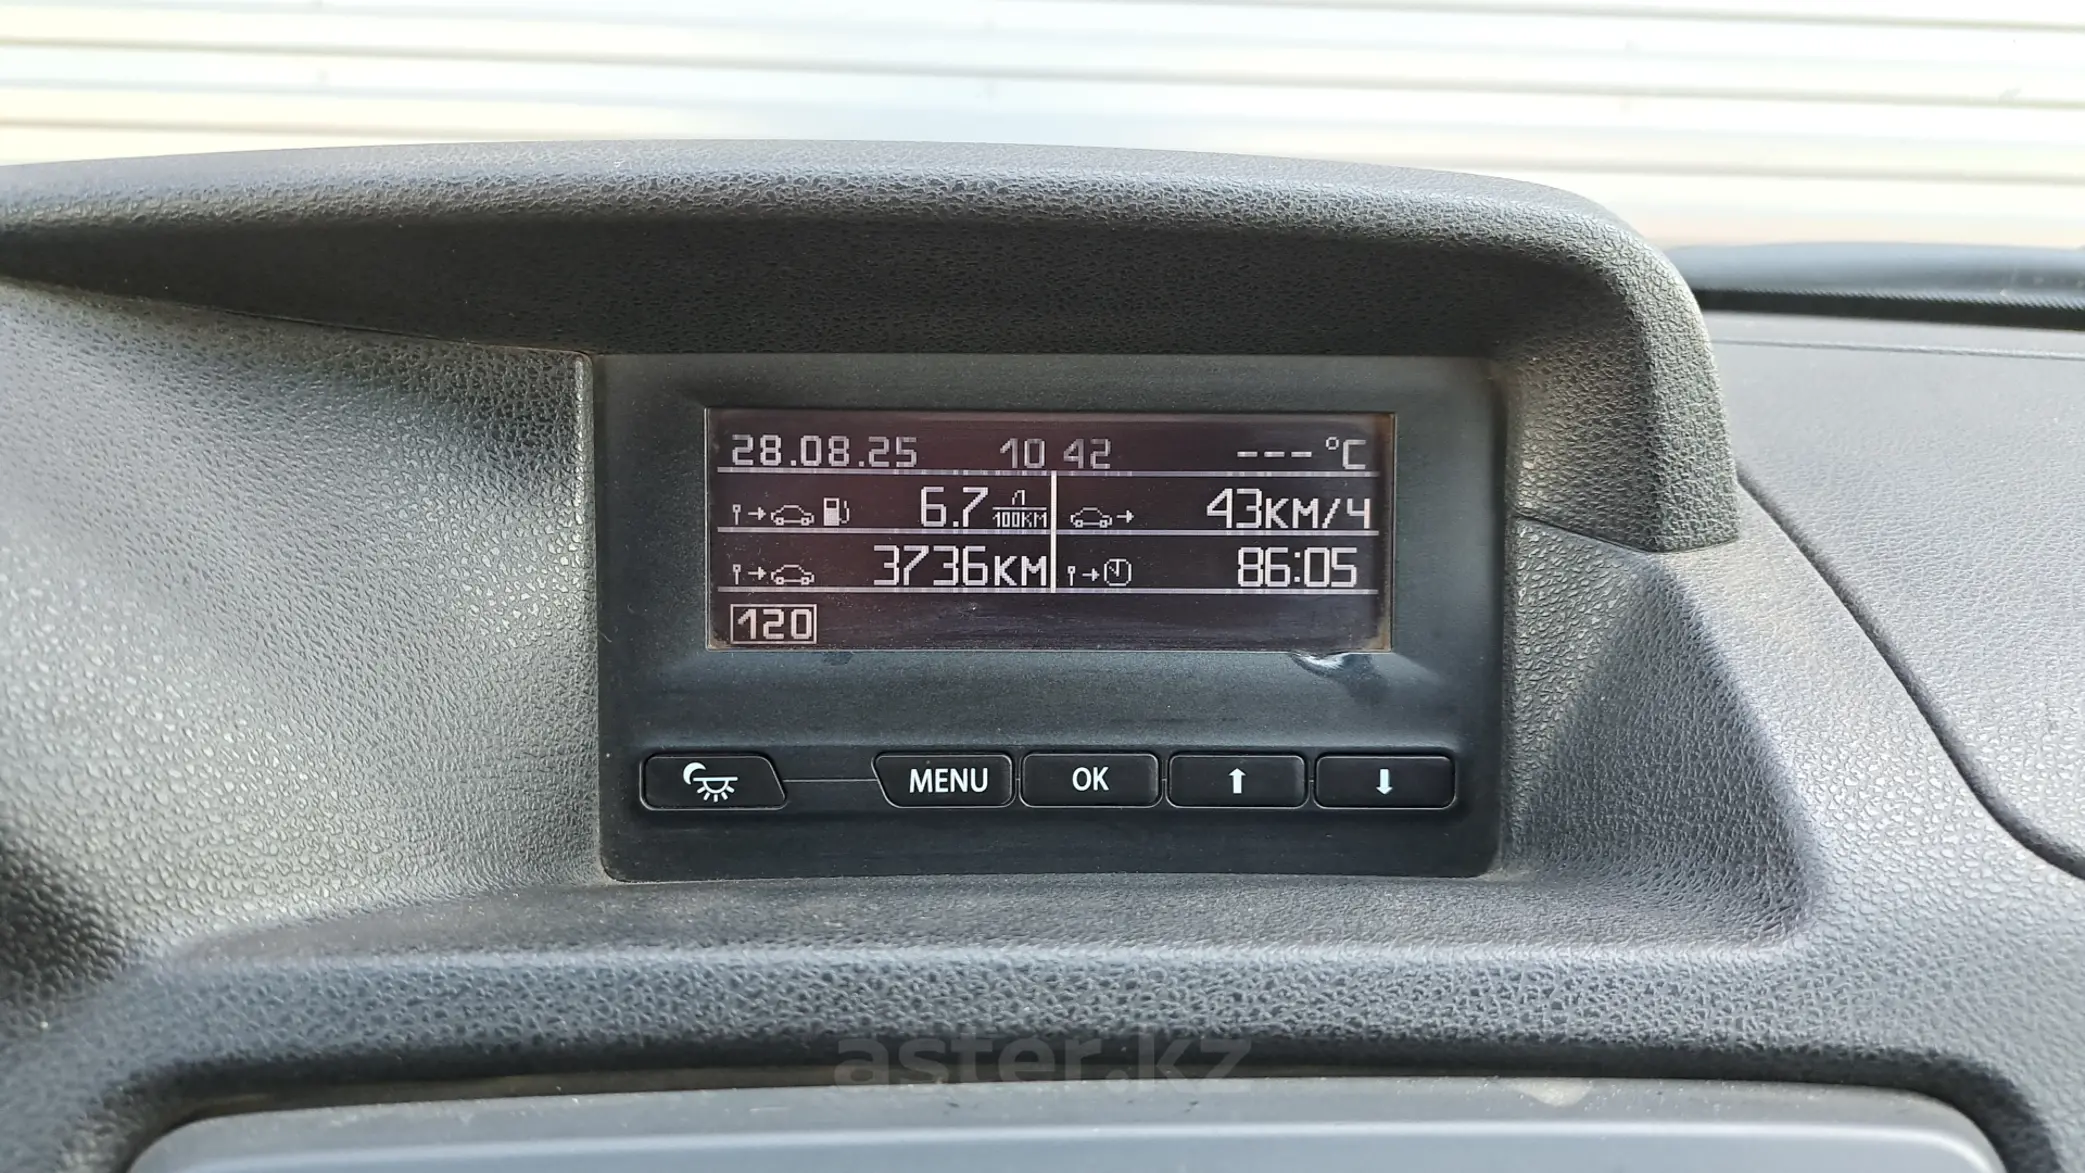 28.08.25 10 42 --- °C
6.7 Л/100КМ 43КМ/Ч
3736КМ 86:05
120
MENU OK
aster.kz